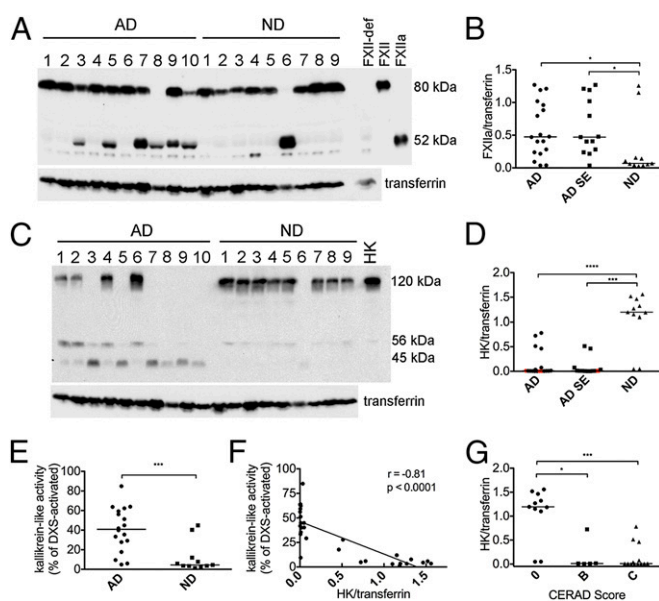 A
AD
ND
FXII-def
FXII
FXIIa
1 2 3 4 5 6 7 8 9 10
1 2 3 4 5 6 7 8 9
80 kDa
52 kDa
transferrin
B
FXIIa/transferrin
1.5
1.0
0.5
0.0
*
*
AD
AD SE
ND
C
AD
ND
HK
1 2 3 4 5 6 7 8 9 10
1 2 3 4 5 6 7 8 9
120 kDa
56 kDa
45 kDa
transferrin
D
HK/transferrin
2.0
1.5
1.0
0.5
0.0
****
***
AD
AD SE
ND
E
kallikrein-like activity
(% of DXS-activated)
100
80
60
40
20
0
***
AD
ND
F
kallikrein-like activity
(% of DXS-activated)
100
75
50
25
0
r = -0.81
p < 0.0001
0.0
0.5
1.0
1.5
HK/transferrin
G
HK/transferrin
2.0
1.5
1.0
0.5
0.0
***
*
0
B
C
CERAD Score